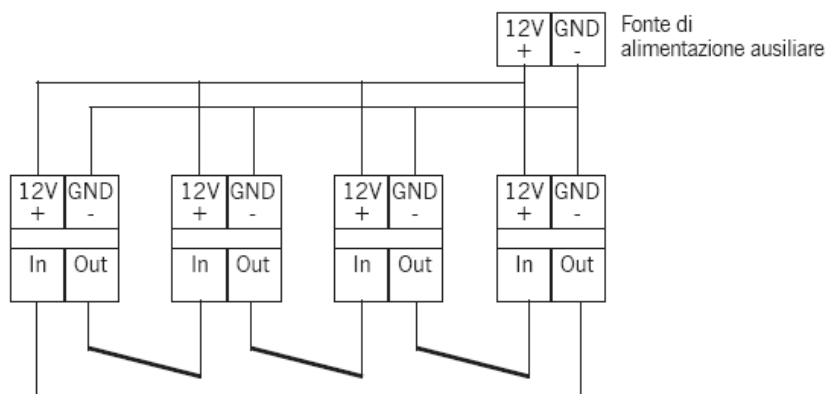 12V GND
+ -
Fonte di
alimentazione ausiliare
12V GND
+ -
12V GND
+ -
12V GND
+ -
12V GND
+ -
In Out
In Out
In Out
In Out